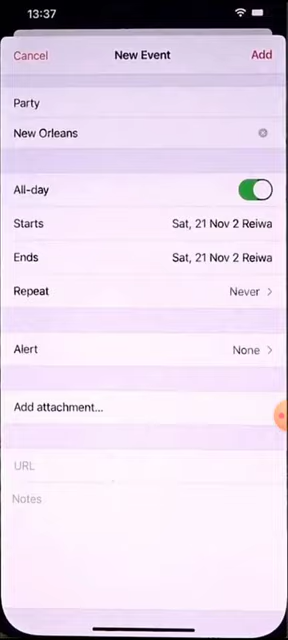 13:37
Cancel New Event Add
Party
New Orleans
All-day
Starts Sat, 21 Nov 2 Reiwa
Ends Sat, 21 Nov 2 Reiwa
Repeat Never
Alert None
Add attachment...
URL
Notes